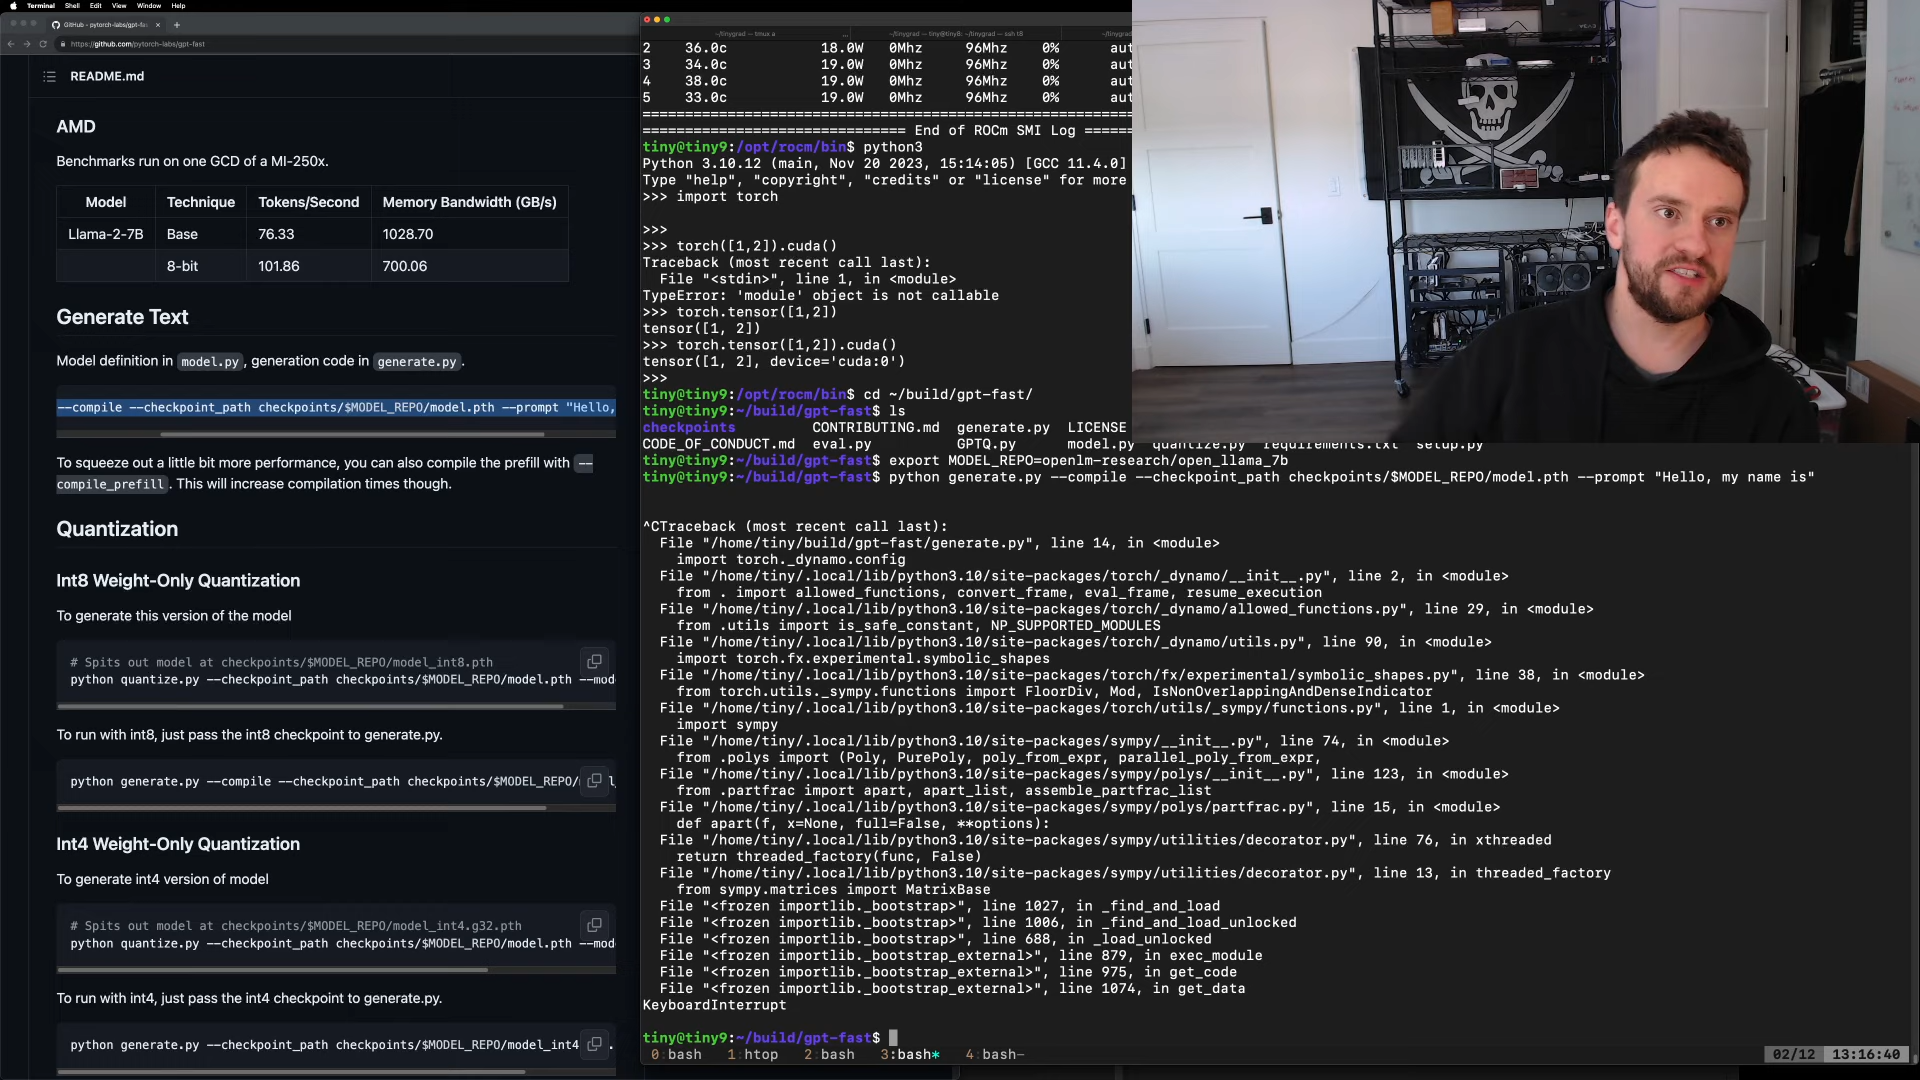 Terminal Shell Edit View Window Help
GitHub - pytorch-labs/gpt-fas
https://github.com/pytorch-labs/gpt-fast
README.md
AMD
Benchmarks run on one GCD of a MI-250x.
Model Technique Tokens/Second Memory Bandwidth (GB/s)
Llama-2-7B Base 76.33 1028.70
8-bit 101.86 700.06
Generate Text
Model definition in model.py, generation code in generate.py.
--compile --checkpoint_path checkpoints/$MODEL_REPO/model.pth --prompt "Hello,
To squeeze out a little bit more performance, you can also compile the prefill with --
compile_prefill. This will increase compilation times though.
Quantization
Int8 Weight-Only Quantization
To generate this version of the model
# Spits out model at checkpoints/$MODEL_REPO/model_int8.pth
python quantize.py --checkpoint_path checkpoints/$MODEL_REPO/model.pth --mod
To run with int8, just pass the int8 checkpoint to generate.py.
python generate.py --compile --checkpoint_path checkpoints/$MODEL_REPO/
Int4 Weight-Only Quantization
To generate int4 version of model
# Spits out model at checkpoints/$MODEL_REPO/model_int4.g32.pth
python quantize.py --checkpoint_path checkpoints/$MODEL_REPO/model.pth --mod
To run with int4, just pass the int4 checkpoint to generate.py.
python generate.py --checkpoint_path checkpoints/$MODEL_REPO/model_int4
~/tinygrad — tmux a ~/tinygrad — tiny@tiny8: ~/tinygrad — ssh t8 ~/tinygrad
2 36.0c 18.0W 0Mhz 96Mhz 0% aut
3 34.0c 19.0W 0Mhz 96Mhz 0% aut
4 38.0c 19.0W 0Mhz 96Mhz 0% aut
5 33.0c 19.0W 0Mhz 96Mhz 0% aut
==========================================================
=============================== End of ROCm SMI Log ======
tiny@tiny9:/opt/rocm/bin$ python3
Python 3.10.12 (main, Nov 20 2023, 15:14:05) [GCC 11.4.0]
Type "help", "copyright", "credits" or "license" for more
>>> import torch
>>>
>>> torch([1,2]).cuda()
Traceback (most recent call last):
File "<stdin>", line 1, in <module>
TypeError: 'module' object is not callable
>>> torch.tensor([1,2])
tensor([1, 2])
>>> torch.tensor([1,2]).cuda()
tensor([1, 2], device='cuda:0')
>>>
tiny@tiny9:/opt/rocm/bin$ cd ~/build/gpt-fast/
tiny@tiny9:~/build/gpt-fast$ ls
checkpoints CONTRIBUTING.md generate.py LICENSE
CODE_OF_CONDUCT.md eval.py GPTQ.py model.py quantize.py requirements.txt setup.py
tiny@tiny9:~/build/gpt-fast$ export MODEL_REPO=openlm-research/open_llama_7b
tiny@tiny9:~/build/gpt-fast$ python generate.py --compile --checkpoint_path checkpoints/$MODEL_REPO/model.pth --prompt "Hello, my name is"
^CTraceback (most recent call last):
File "/home/tiny/build/gpt-fast/generate.py", line 14, in <module>
import torch._dynamo.config
File "/home/tiny/.local/lib/python3.10/site-packages/torch/_dynamo/__init__.py", line 2, in <module>
from . import allowed_functions, convert_frame, eval_frame, resume_execution
File "/home/tiny/.local/lib/python3.10/site-packages/torch/_dynamo/allowed_functions.py", line 29, in <module>
from .utils import is_safe_constant, NP_SUPPORTED_MODULES
File "/home/tiny/.local/lib/python3.10/site-packages/torch/_dynamo/utils.py", line 90, in <module>
import torch.fx.experimental.symbolic_shapes
File "/home/tiny/.local/lib/python3.10/site-packages/torch/fx/experimental/symbolic_shapes.py", line 38, in <module>
from torch.utils._sympy.functions import FloorDiv, Mod, IsNonOverlappingAndDenseIndicator
File "/home/tiny/.local/lib/python3.10/site-packages/torch/utils/_sympy/functions.py", line 1, in <module>
import sympy
File "/home/tiny/.local/lib/python3.10/site-packages/sympy/__init__.py", line 74, in <module>
from .polys import (Poly, PurePoly, poly_from_expr, parallel_poly_from_expr,
File "/home/tiny/.local/lib/python3.10/site-packages/sympy/polys/__init__.py", line 123, in <module>
from .partfrac import apart, apart_list, assemble_partfrac_list
File "/home/tiny/.local/lib/python3.10/site-packages/sympy/polys/partfrac.py", line 15, in <module>
def apart(f, x=None, full=False, **options):
File "/home/tiny/.local/lib/python3.10/site-packages/sympy/utilities/decorator.py", line 76, in xthreaded
return threaded_factory(func, False)
File "/home/tiny/.local/lib/python3.10/site-packages/sympy/utilities/decorator.py", line 13, in threaded_factory
from sympy.matrices import MatrixBase
File "<frozen importlib._bootstrap>", line 1027, in _find_and_load
File "<frozen importlib._bootstrap>", line 1006, in _find_and_load_unlocked
File "<frozen importlib._bootstrap>", line 688, in _load_unlocked
File "<frozen importlib._bootstrap_external>", line 879, in exec_module
File "<frozen importlib._bootstrap_external>", line 975, in get_code
File "<frozen importlib._bootstrap_external>", line 1074, in get_data
KeyboardInterrupt
tiny@tiny9:~/build/gpt-fast$
0 bash 1:htop 2 bash 3:bash* 4 bash- 02/12 13:16:40